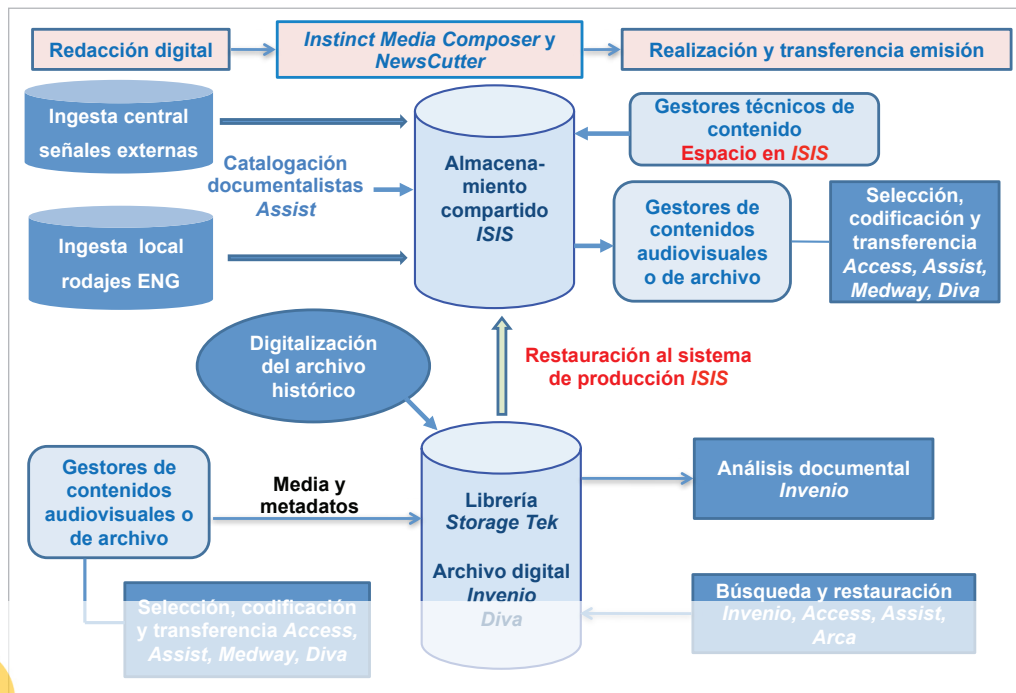 Redacción digital
Instinct Media Composer y
NewsCutter
Realización y transferencia emisión
Ingesta central
señales externas
Catalogación
documentalistas
Assist
Ingesta local
rodajes ENG
Almacena-
miento
compartido
ISIS
Gestores técnicos de
contenido
Espacio en ISIS
Gestores de
contenidos
audiovisuales
o de archivo
Selección,
codificación y
transferencia
Access, Assist,
Medway, Diva
Digitalización
del archivo
histórico
Restauración al sistema
de producción ISIS
Gestores de
contenidos
audiovisuales o
de archivo
Media y
metadatos
Librería
Storage Tek
Archivo digital
Invenio
Diva
Análisis documental
Invenio
Selección, codificación
y transferencia Access,
Assist, Medway, Diva
Búsqueda y restauración
Invenio, Access, Assist,
Arca